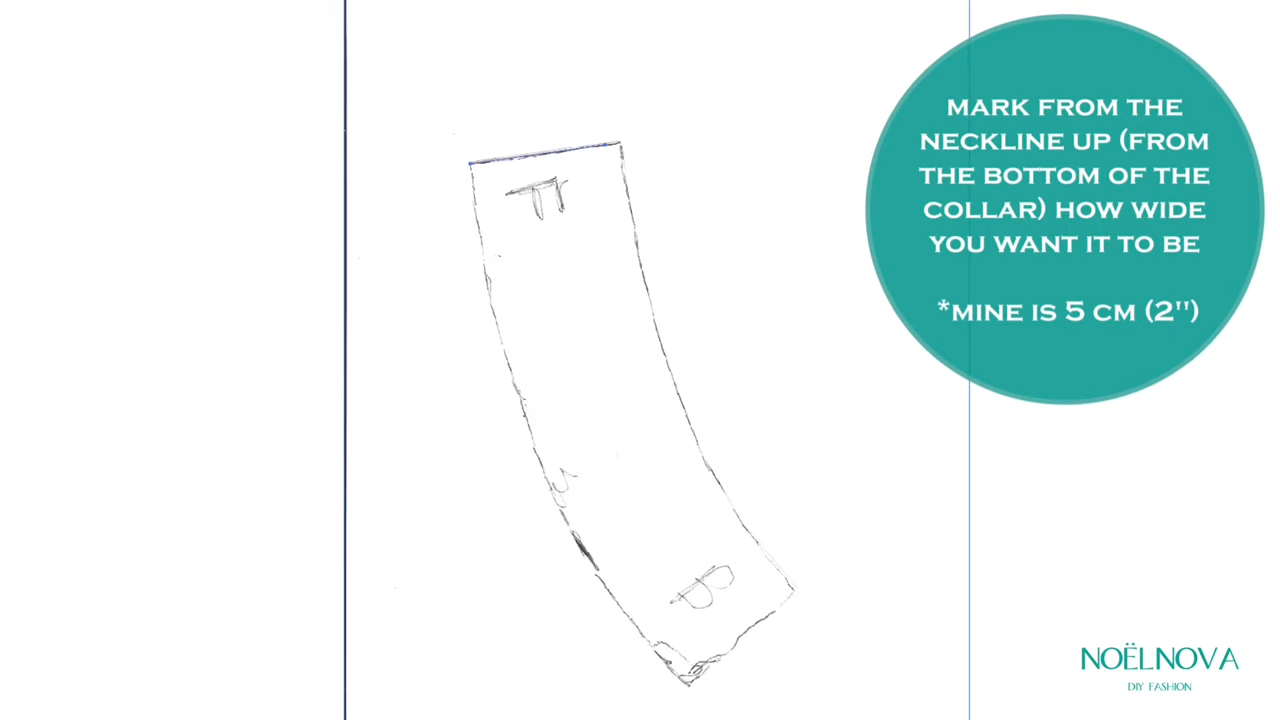 MARK FROM THE
NECKLINE UP (FROM
THE BOTTOM OF THE
COLLAR) HOW WIDE
YOU WANT IT TO BE
*MINE IS 5 CM (2")
NOËLNOVA
DIY FASHION